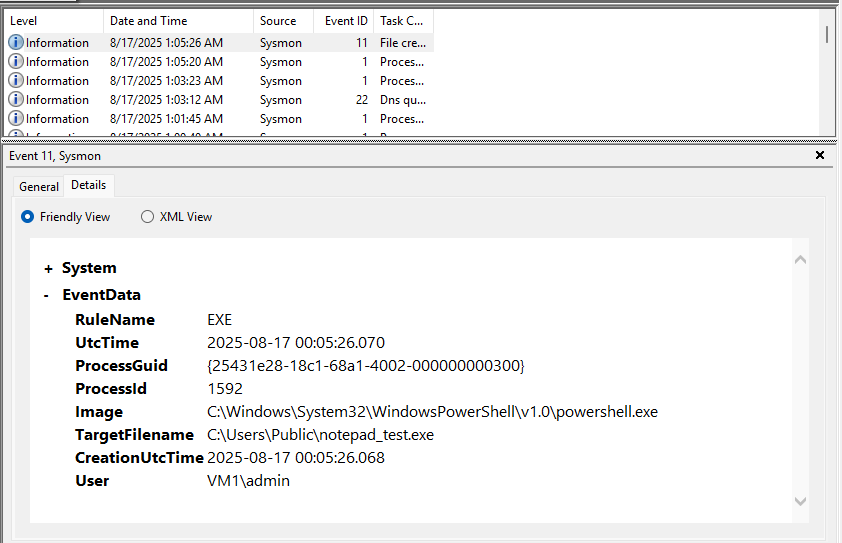 Level Date and Time Source Event ID Task C...
Information 8/17/2025 1:05:26 AM Sysmon 11 File cre...
Information 8/17/2025 1:05:20 AM Sysmon 1 Proces...
Information 8/17/2025 1:03:23 AM Sysmon 1 Proces...
Information 8/17/2025 1:03:12 AM Sysmon 22 Dns qu...
Information 8/17/2025 1:01:45 AM Sysmon 1 Proces...
Event 11, Sysmon
General Details
Friendly View XML View
+ System
- EventData
RuleName EXE
UtcTime 2025-08-17 00:05:26.070
ProcessGuid {25431e28-18c1-68a1-4002-000000000300}
ProcessId 1592
Image C:\Windows\System32\WindowsPowerShell\v1.0\powershell.exe
TargetFilename C:\Users\Public\notepad_test.exe
CreationUtcTime 2025-08-17 00:05:26.068
User VM1\admin